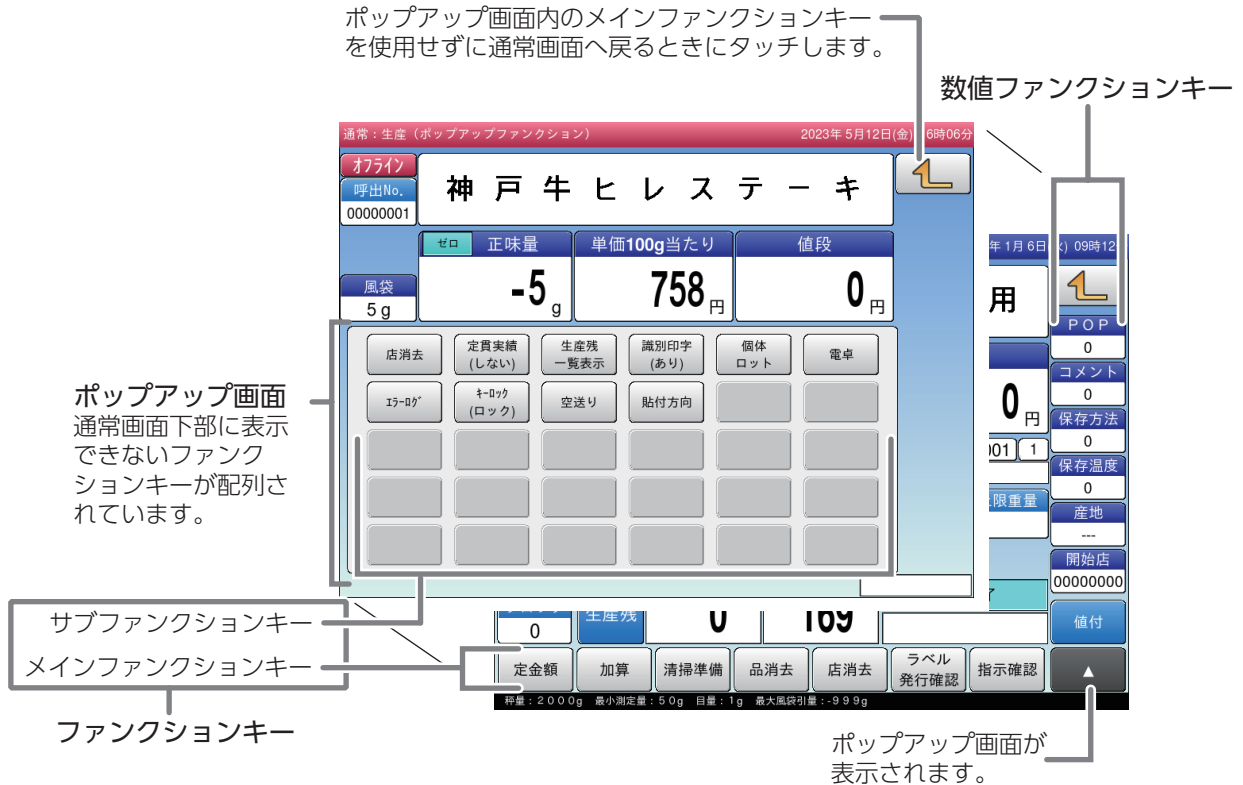 ポップアップ画面内のメインファンクションキー
を使用せずに通常画面へ戻るときにタッチします。
数値ファンクションキー
通常：生産（ポップアップファンクション）
2023年 5月12日(金)
6時06分
オフライン
呼出No.
00000001
神戸牛ヒレステーキ
ゼロ 正味量
単価100g当たり
値段
風袋
5 g
-5 g
758 円
0 円
店消去
定貫実績
(しない)
生産残
一覧表示
識別印字
(あり)
個体
ロット
電卓
エラーログ
キーロック
(ロック)
空送り
貼付方向
ポップアップ画面
通常画面下部に表示
できないファンク
ションキーが配列さ
れています。
年 1月 6日
) 09時12
用
0 円
001 1
限重量
POP
0
コメント
0
保存方法
0
保存温度
0
産地
---
開始店
00000000
値付
0
生産残
0
169
定金額
加算
清掃準備
品消去
店消去
ラベル
発行確認
指示確認
▲
秤量：2000g 最小測定量：50g 目量：1g 最大風袋引量：-999g
サブファンクションキー
メインファンクションキー
ファンクションキー
ポップアップ画面が
表示されます。